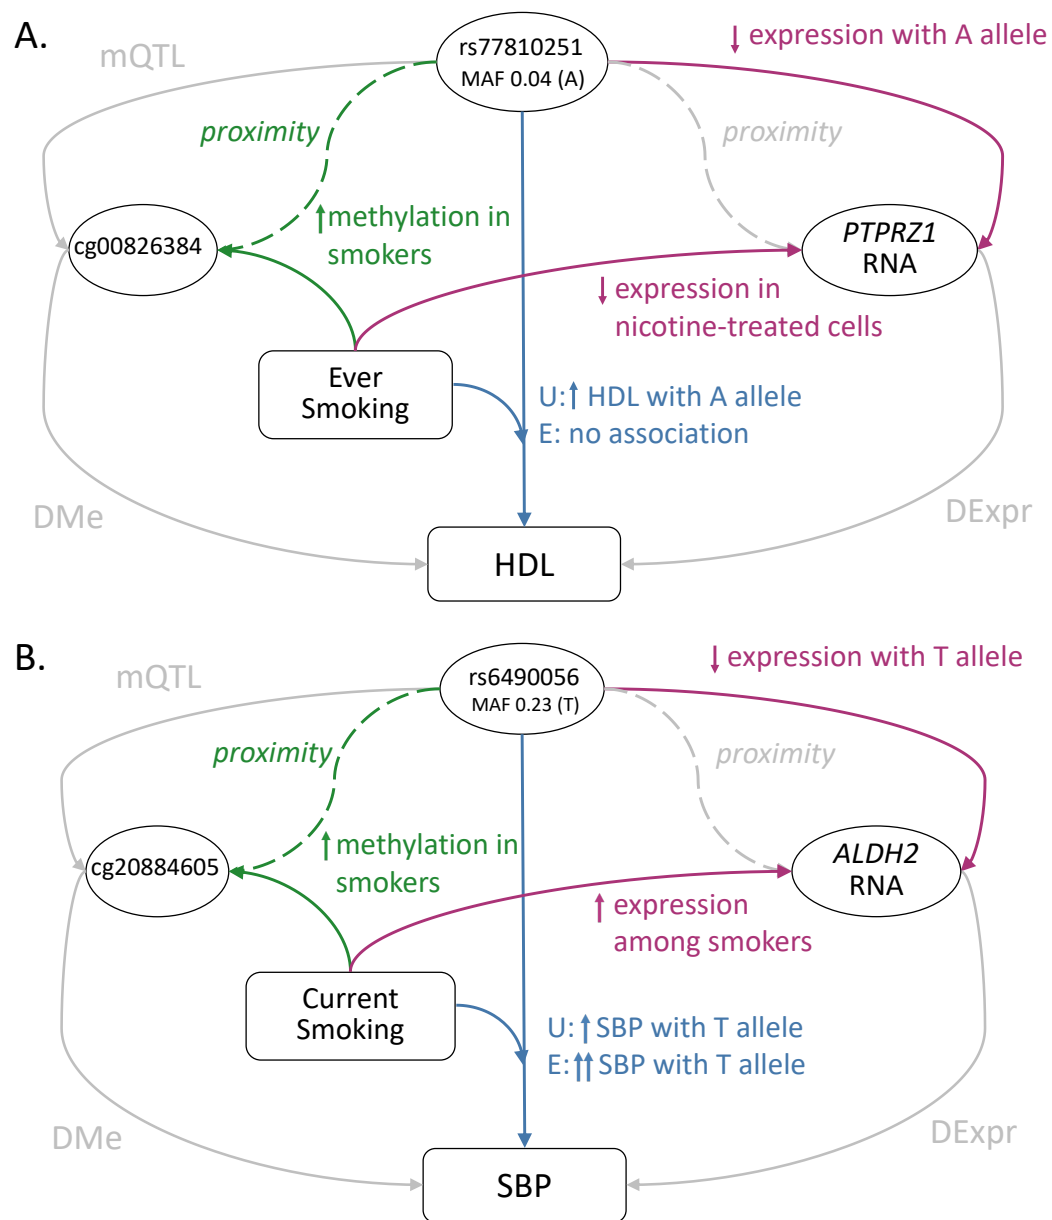 A.
rs77810251
MAF 0.04 (A)
↓ expression with A allele
mQTL
proximity
proximity
↑methylation in
smokers
cg00826384
PTPRZ1
RNA
↓ expression in
nicotine-treated cells
Ever
Smoking
U:↑ HDL with A allele
E: no association
DMe
DExpr
HDL
B.
rs6490056
MAF 0.23 (T)
↓ expression with T allele
mQTL
proximity
proximity
↑methylation in
smokers
cg20884605
ALDH2
RNA
↑ expression
among smokers
Current
Smoking
U:↑SBP with T allele
E:↑↑SBP with T allele
DMe
DExpr
SBP